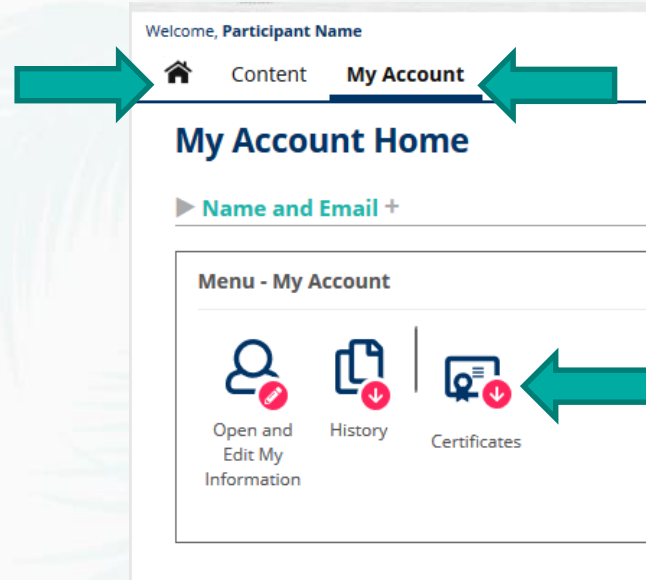 Welcome, Participant Name
Content My Account
My Account Home
Name and Email +
Menu - My Account
Open and
Edit My
Information
History
Certificates